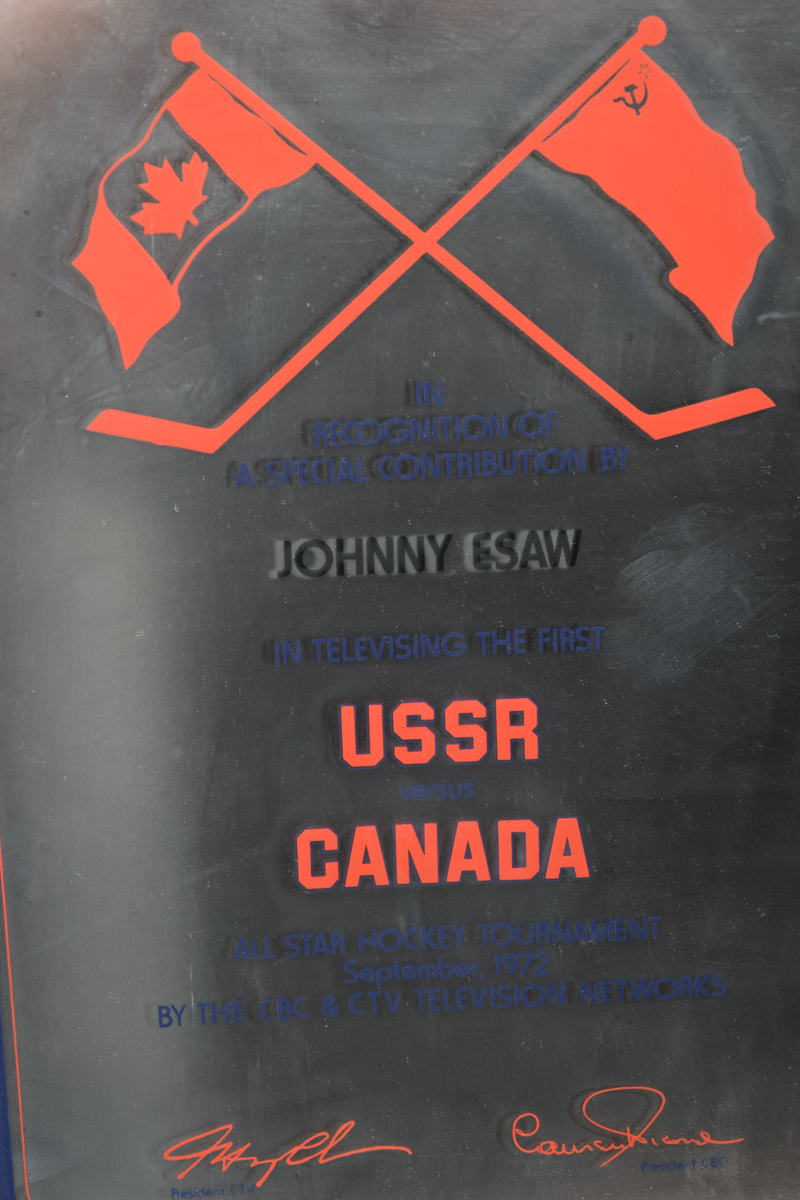 IN
RECOGNITION OF
A SPECIAL CONTRIBUTION BY
JOHNNY ESAW
IN TELEVISING THE FIRST
USSR
versus
CANADA
ALL STAR HOCKEY TOURNAMENT
September, 1972
BY THE CBC & CTV TELEVISION NETWORKS
President CTV
President CBC